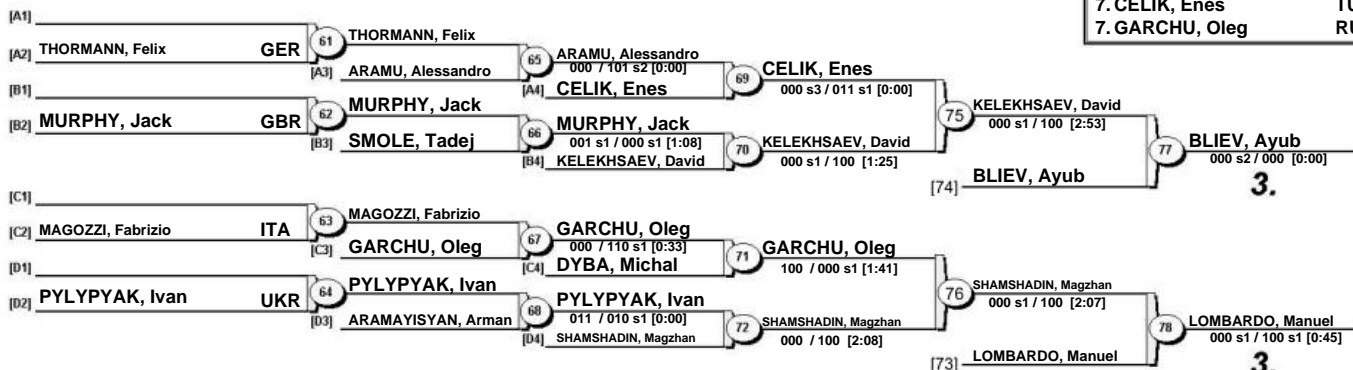 7. CELIK, Enes TU
7. GARCHU, Oleg RU
[A1]
[A2] THORMANN, Felix GER
61
THORMANN, Felix
[A3] ARAMU, Alessandro
65
ARAMU, Alessandro
000 / 101 s2 [0:00]
[A4] CELIK, Enes
69
CELIK, Enes
000 s3 / 011 s1 [0:00]
[B1]
[B2] MURPHY, Jack GBR
62
MURPHY, Jack
[B3] SMOLE, Tadej
66
MURPHY, Jack
001 s1 / 000 s1 [1:08]
[B4] KELEKHSAEV, David
70
KELEKHSAEV, David
000 s1 / 100 [1:25]
75
KELEKHSAEV, David
000 s1 / 100 [2:53]
[74] BLIEV, Ayub
77
BLIEV, Ayub
000 s2 / 000 [0:00]
3.
[C1]
[C2] MAGOZZI, Fabrizio ITA
63
MAGOZZI, Fabrizio
[C3] GARCHU, Oleg
67
GARCHU, Oleg
000 / 110 s1 [0:33]
[C4] DYBA, Michal
71
GARCHU, Oleg
100 / 000 s1 [1:41]
[D1]
[D2] PYLYPYAK, Ivan UKR
64
PYLYPYAK, Ivan
[D3] ARAMAYISYAN, Arman
68
PYLYPYAK, Ivan
011 / 010 s1 [0:00]
[D4] SHAMSHADIN, Magzhan
72
SHAMSHADIN, Magzhan
000 / 100 [2:08]
76
SHAMSHADIN, Magzhan
000 s1 / 100 [2:07]
[73] LOMBARDO, Manuel
78
LOMBARDO, Manuel
000 s1 / 100 s1 [0:45]
3.